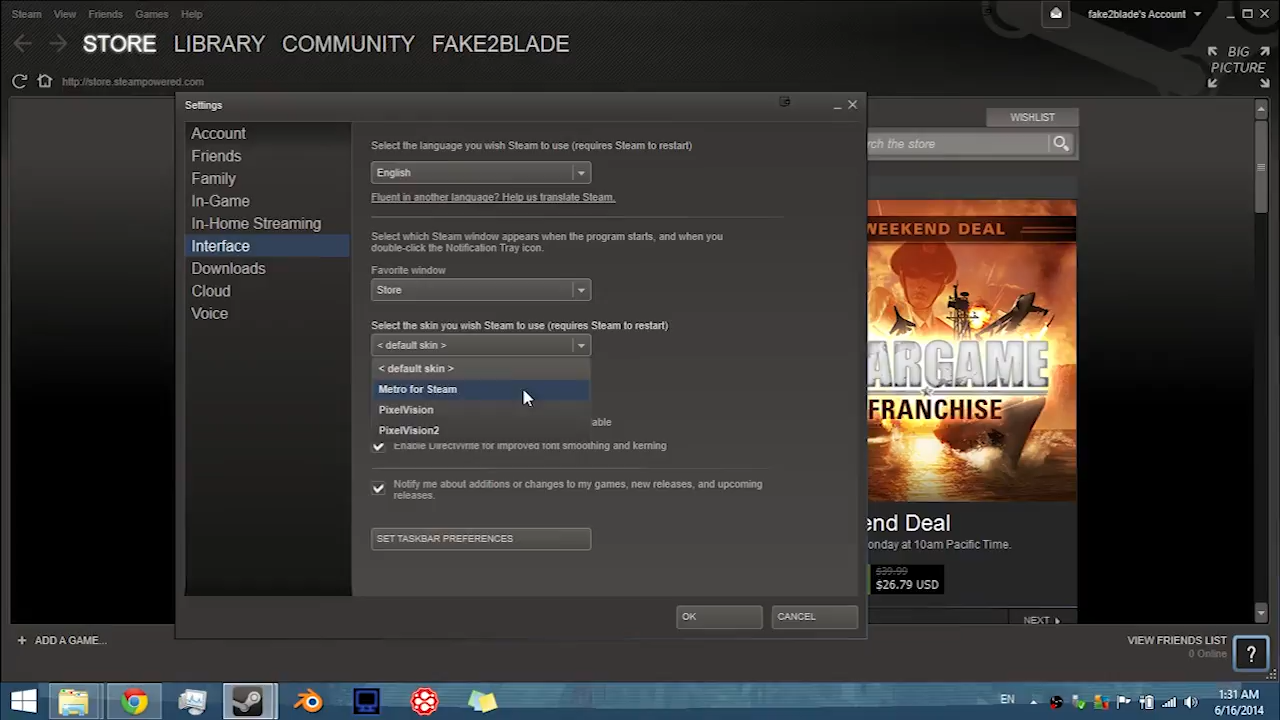 Steam View Friends Games Help
fake2blade's Account
STORE LIBRARY COMMUNITY FAKE2BLADE
BIG
PICTURE
http://store.steampowered.com
Settings
WISHLIST
rch the store
Account
Friends
Family
In-Game
In-Home Streaming
Interface
Downloads
Cloud
Voice
Select the language you wish Steam to use (requires Steam to restart)
English
Fluent in another language? Help us translate Steam.
Select which Steam window appears when the program starts, and when you
double-click the Notification Tray icon.
Favorite window
Store
Select the skin you wish Steam to use (requires Steam to restart)
< default skin >
< default skin >
Metro for Steam
PixelVision
PixelVision2
able
Enable DirectWrite for improved font smoothing and kerning
Notify me about additions or changes to my games, new releases, and upcoming
releases.
SET TASKBAR PREFERENCES
OK CANCEL
WEEKEND DEAL
ARGAME
FRANCHISE
end Deal
onday at 10am Pacific Time.
$39.99
$26.79 USD
NEXT
+ ADD A GAME...
VIEW FRIENDS LIST
0 Online
?
EN
1:31 AM
6/16/2014